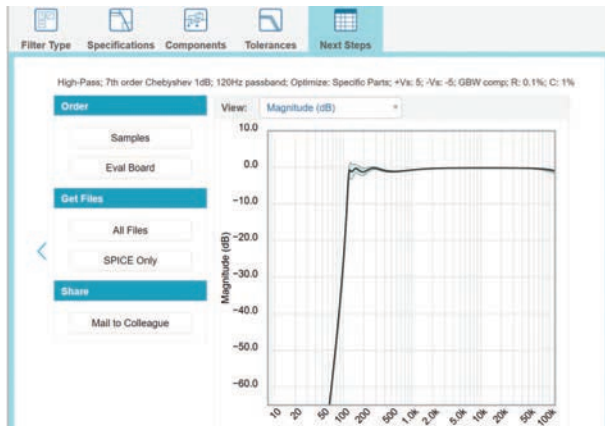 Filter Type Specifications Components Tolerances Next Steps
High-Pass; 7th order Chebyshev 1dB; 120Hz passband; Optimize: Specific Parts; +Vs: 5; -Vs: -5; GBW comp; R: 0.1%; C: 1%
Order
Samples
Eval Board
Get Files
All Files
SPICE Only
Share
Mail to Colleague
View: Magnitude (dB)
10.0
0.0
−10.0
−20.0
−30.0
−40.0
−50.0
−60.0
Magnitude (dB)
10 20 50 100 200 500 1.0k 2.0k 5.0k 10k 20k 50k 100k